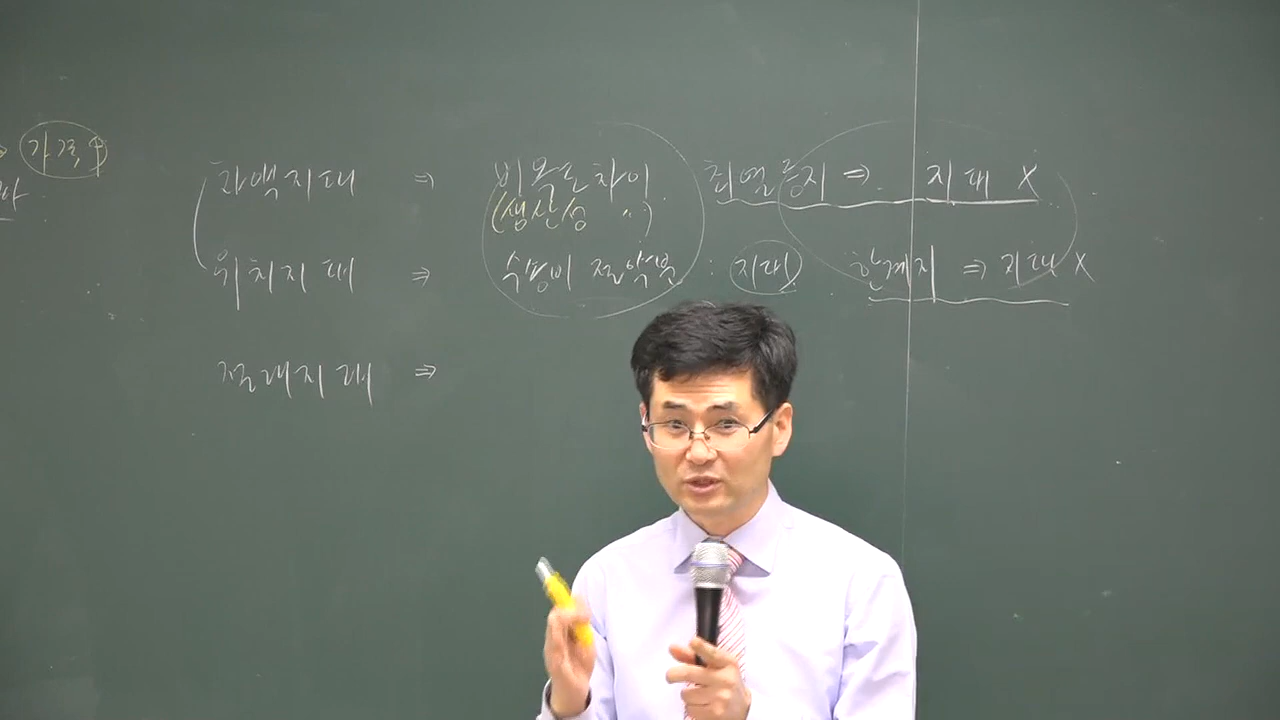 가격↑
차액지대 ⇒ 비옥도차이 최열등지 ⇒ 지대 X
(생산성 〃)
위치지대 ⇒ 수송비 절약분 : 지대 한계지 ⇒ 지대 X
절대지대 ⇒